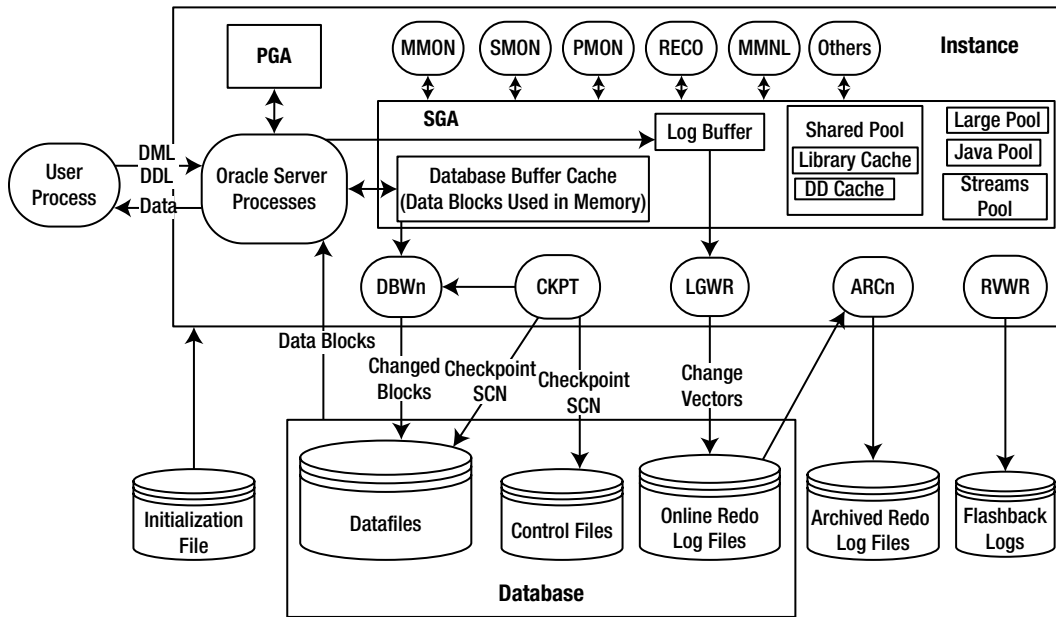 MMON
SMON
PMON
RECO
MMNL
Others
Instance
PGA
SGA
Log Buffer
Shared Pool
Library Cache
DD Cache
Large Pool
Java Pool
Streams
Pool
User
Process
DML
DDL
Data
Oracle Server
Processes
Database Buffer Cache
(Data Blocks Used in Memory)
DBWn
CKPT
LGWR
ARCn
RVWR
Data Blocks
Changed
Blocks
Checkpoint
SCN
Checkpoint
SCN
Change
Vectors
Initialization
File
Datafiles
Control Files
Online Redo
Log Files
Archived Redo
Log Files
Flashback
Logs
Database